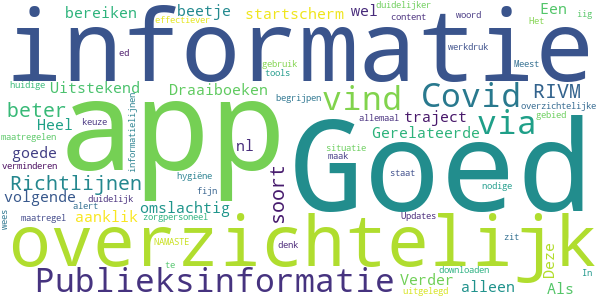 bereiken beetje effectiever startscherm wel duidelijker content woord Een Het iig
informatie
ed werkdruk Meest
huidige Uitstekend Draaiboeken gebruik tools vind Covid RIVM
maatregelen beter keuze informatielijnen app begrijpen allemaal via overzichtelijke gebied
Heel nl Gerelateerde traject
goede situatie Goed
verminderen Richtlijnen hygiëne maak staat nodige
volgende duidelijk fijn soort
maatregel alert omslachtig
wees aanklik zorgpersoneel Updates
overzichtelijk
NAMASTE denk zit Deze
te downloaden In
Publieksinformatie Verder alleen Als
uitgelegd